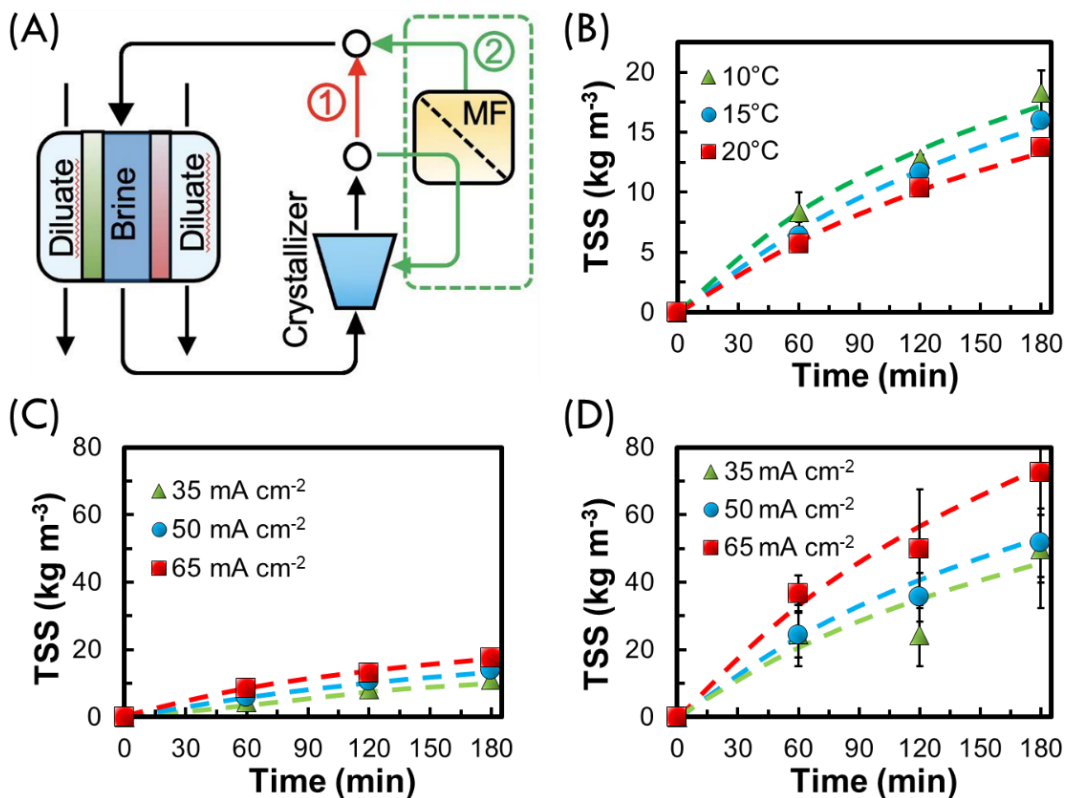 (A)
①
②
MF
Diluate
Brine
Diluate
Crystallizer
(B)
TSS (kg m-3)
20
15
10
5
0
10°C
15°C
20°C
0 30 60 90 120 150 180
Time (min)
(C)
TSS (kg m-3)
80
60
40
20
0
35 mA cm-2
50 mA cm-2
65 mA cm-2
0 30 60 90 120 150 180
Time (min)
(D)
TSS (kg m-3)
80
60
40
20
0
35 mA cm-2
50 mA cm-2
65 mA cm-2
0 30 60 90 120 150 180
Time (min)